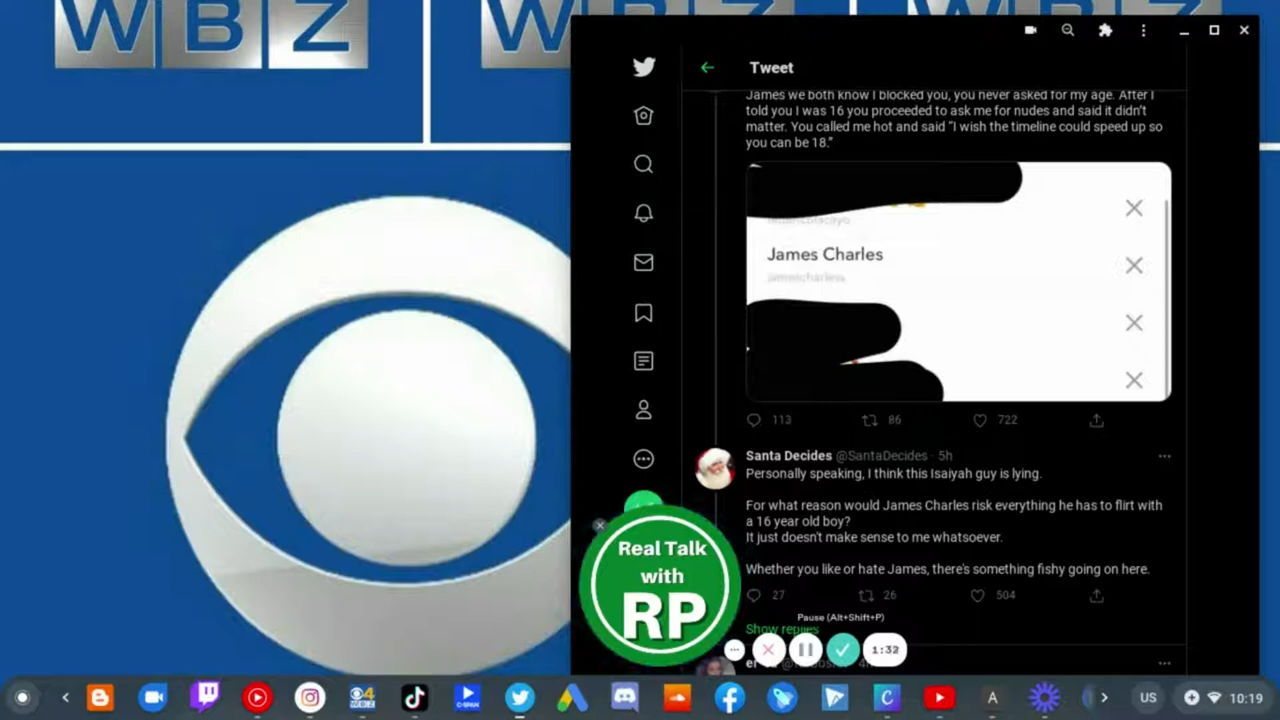 WBZ
WBZ
WBZ
Tweet
James we both know I blocked you, you never asked for my age. After I
told you I was 16 you proceeded to ask me for nudes and said it didn't
matter. You called me hot and said "I wish the timeline could speed up so
you can be 18."
James Charles
jamescharless
113
86
722
Santa Decides @SantaDecides · 5h
Personally speaking, I think this Isaiyah guy is lying.
For what reason would James Charles risk everything he has to flirt with
a 16 year old boy?
It just doesn't make sense to me whatsoever.
Whether you like or hate James, there's something fishy going on here.
27
26
504
Real Talk
with
RP
Pause (Alt+Shift+P)
Show replies
1:32
4
WBZ
C-SPAN
C
A
US
10:19